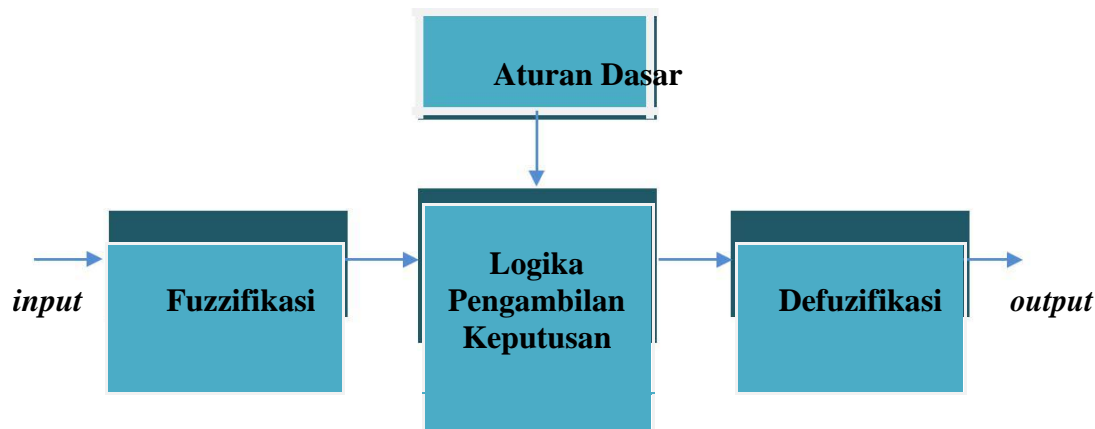 Aturan Dasar
input
Fuzzifikasi
Logika
Pengambilan
Keputusan
Defuzifikasi
output